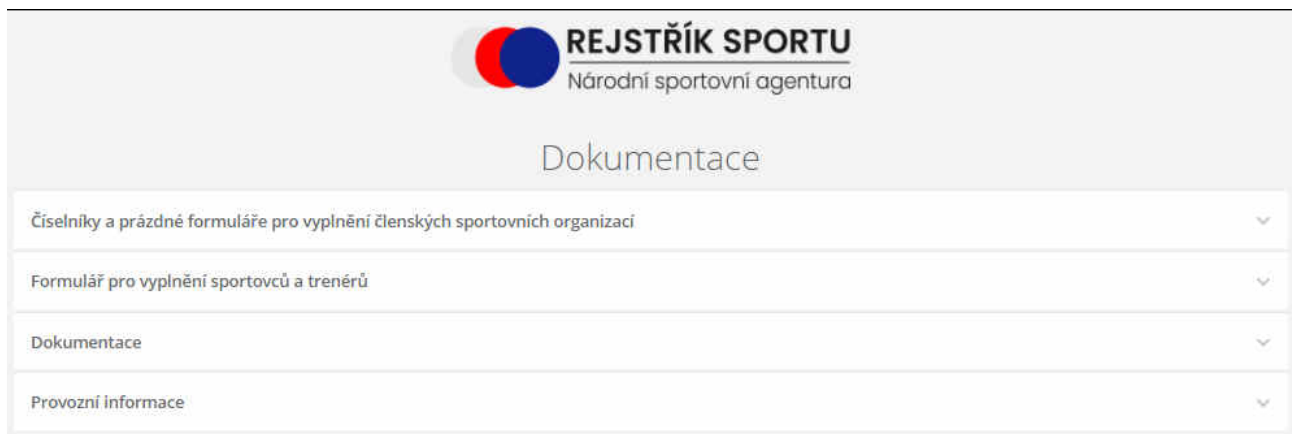 REJSTŘÍK SPORTU
Národní sportovní agentura
Dokumentace
Číselníky a prázdné formuláře pro vyplnění členských sportovních organizací
Formulář pro vyplnění sportovců a trenérů
Dokumentace
Provozní informace